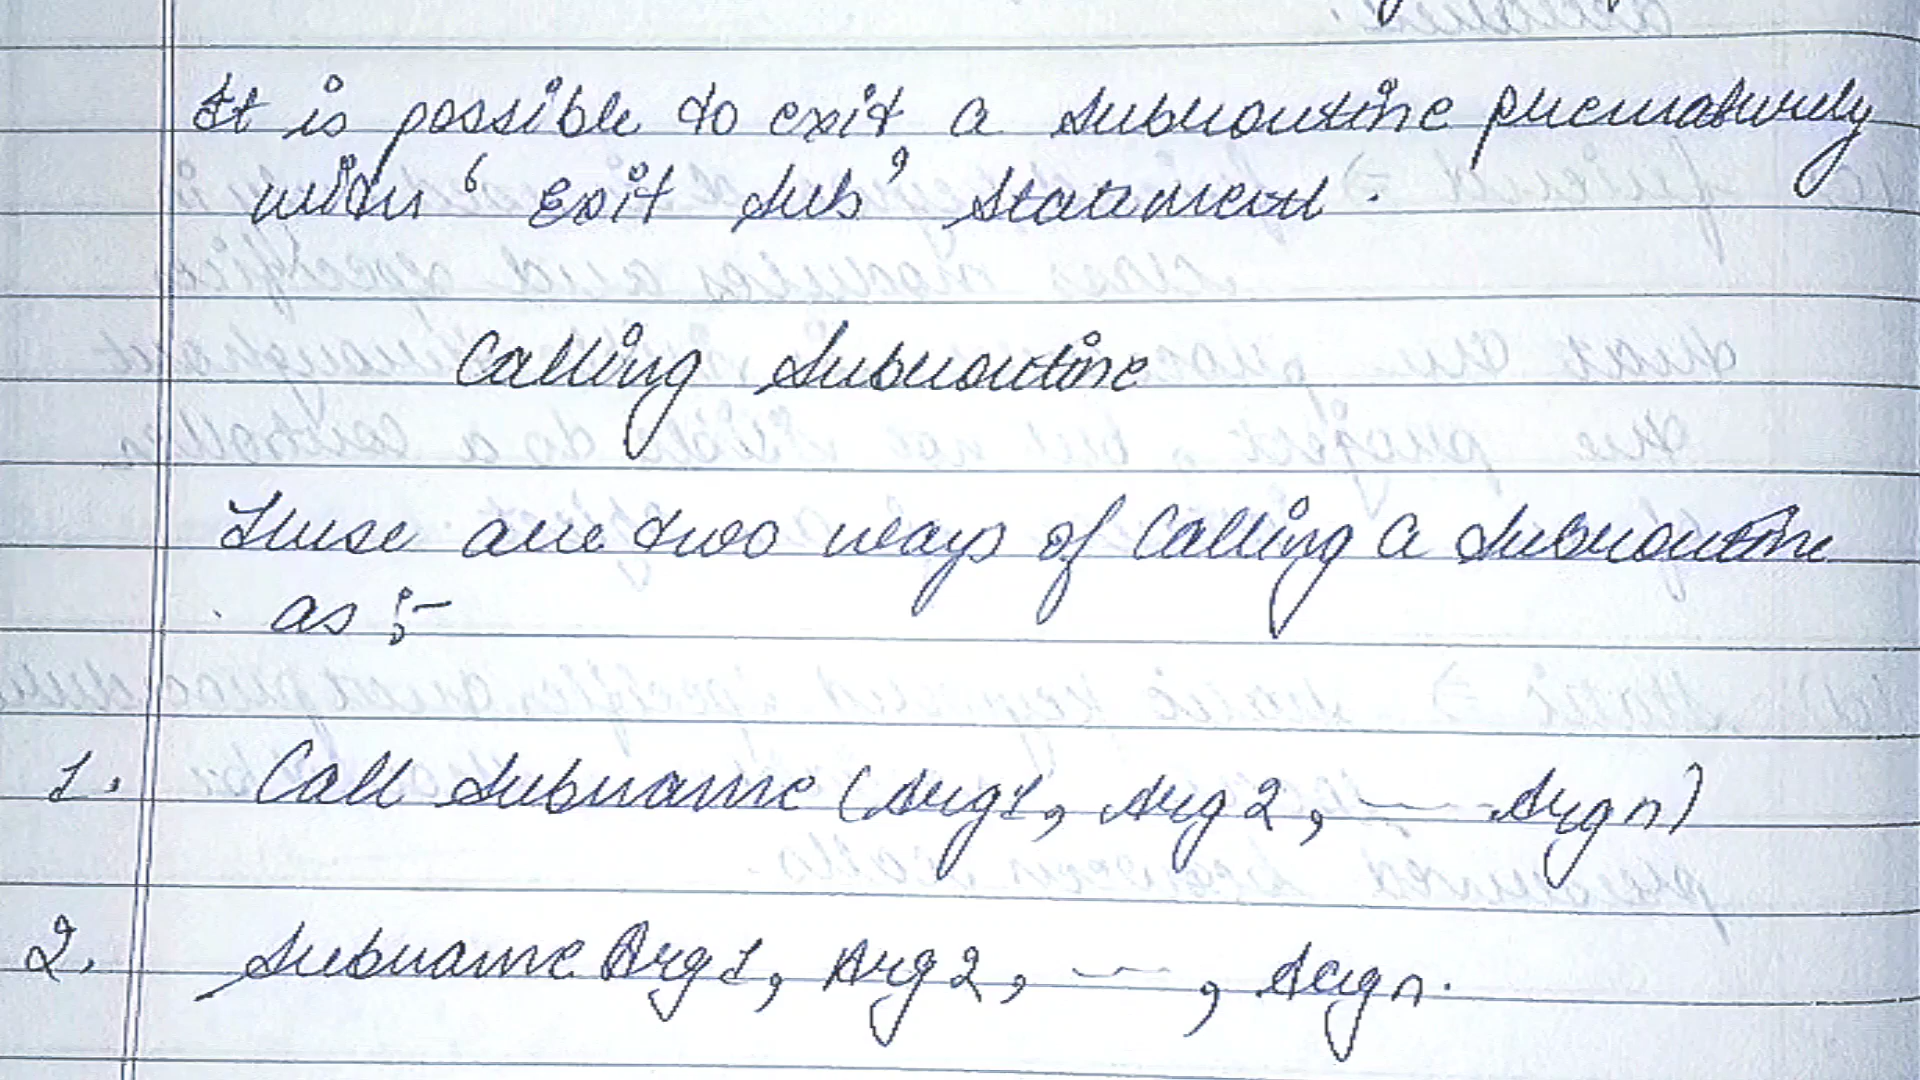 It is possible to exit a subroutine prematurely
with 'Exit Sub' Statement.
Calling Subroutine
These are two ways of Calling a Subroutine
as :-
1. Call Subname (Arg1, Arg2, ---- Argn)
2. Subname Arg1, Arg2, ---, Argn.